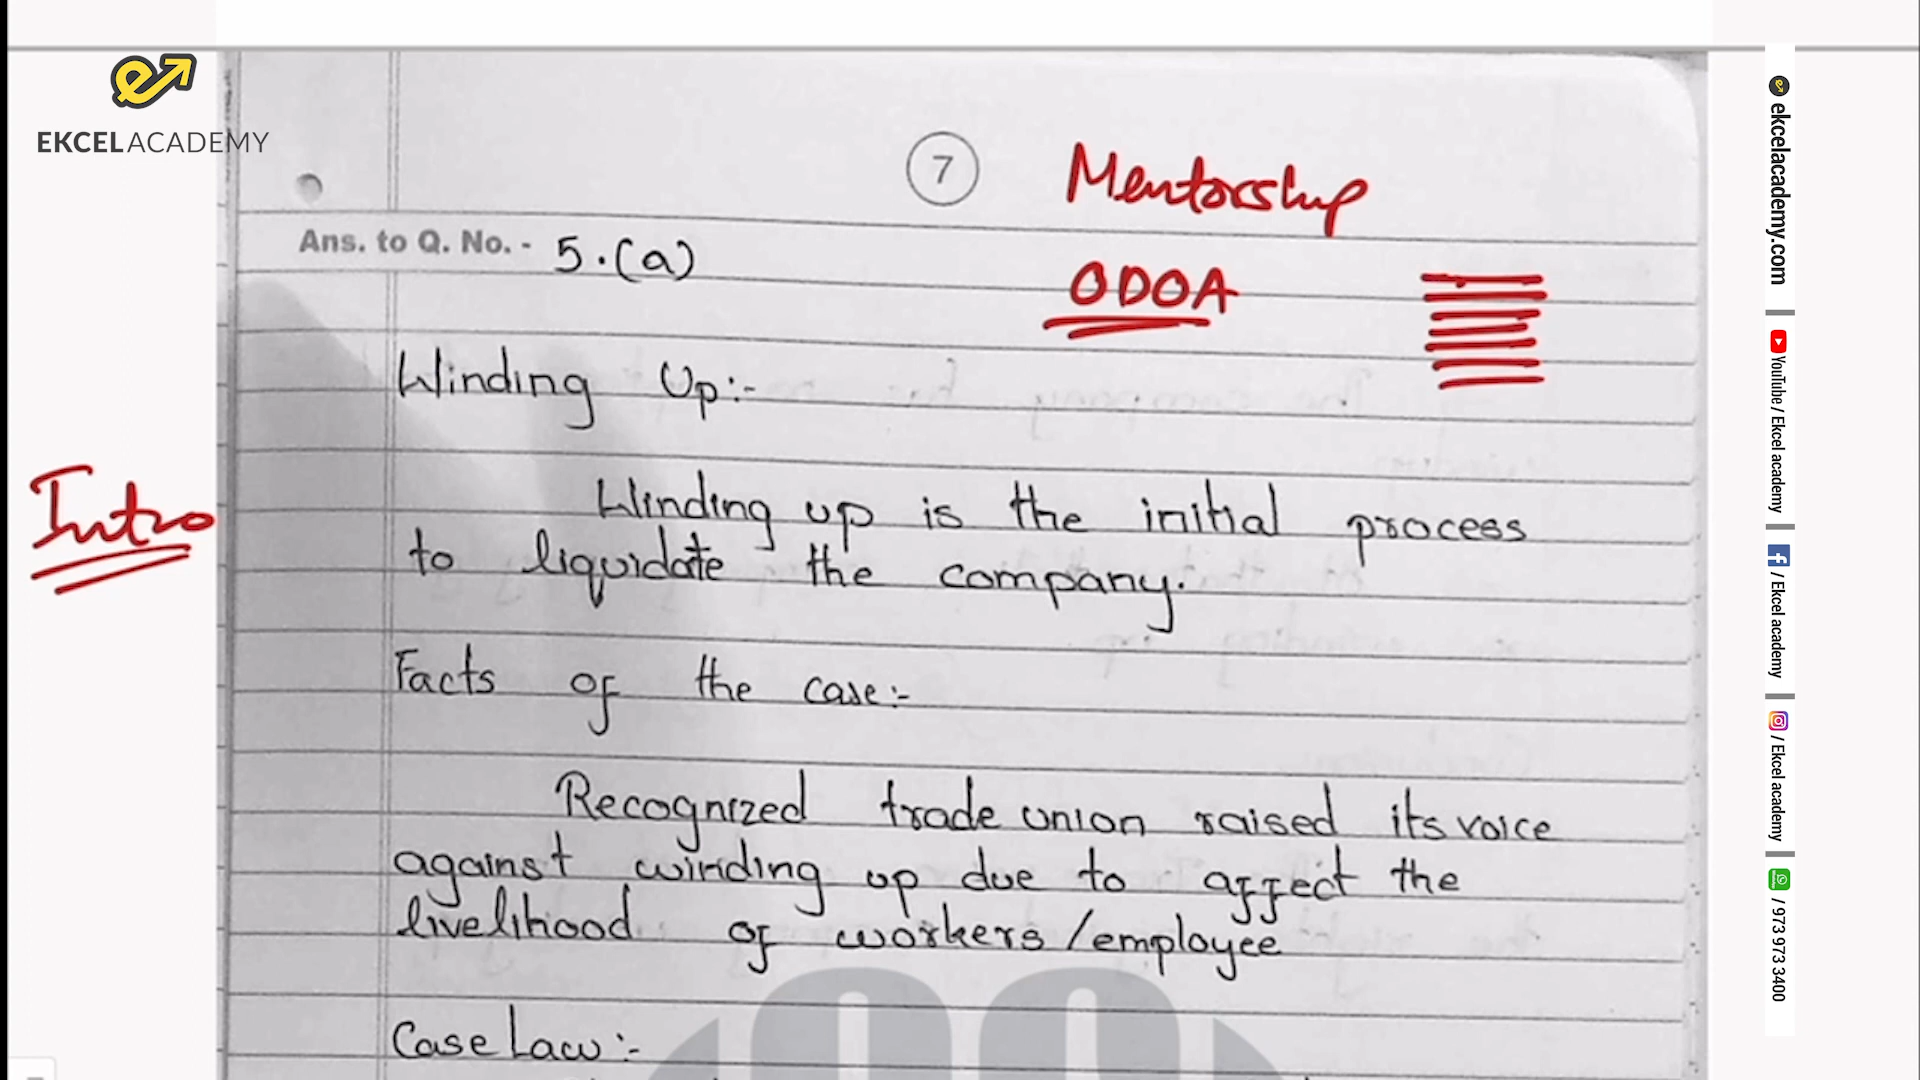 EKCELACADEMY
7
Mentorship
Ans. to Q. No. - 5.(a)
ODOA
Winding Up:-
Intro
Winding up is the initial process
to liquidate the company.
Facts of the case:-
Recognized trade union raised its voice
against winding up due to affect the
livelihood of workers/employee
Case Law:-
ekcelacademy.com
YouTube/ Ekcel academy
/ Ekcel academy
/ Ekcel academy
/ 973 973 3400